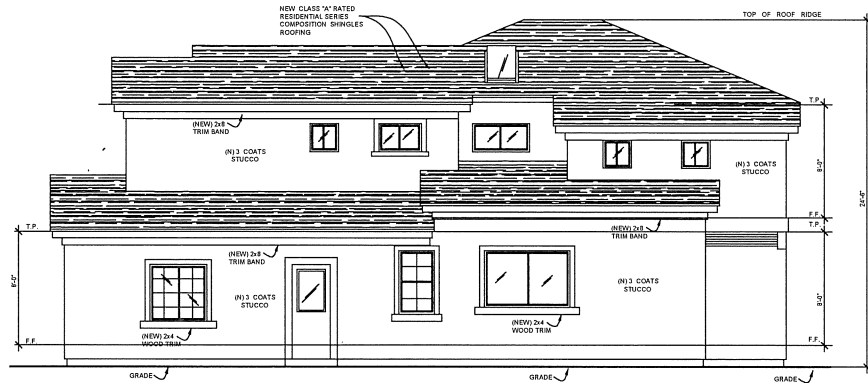 NEW CLASS "A" RATED
RESIDENTIAL SERIES
COMPOSITION SHINGLES
ROOFING
TOP OF ROOF RIDGE
T.P.
(NEW) 2x8
TRIM BAND
(N) 3 COATS
STUCCO
(N) 3 COATS
STUCCO
8'-0"
24'-6"
F.F.
T.P.
T.P.
(NEW) 2x8
TRIM BAND
(NEW) 2x8
TRIM BAND
8'-0"
(N) 3 COATS
STUCCO
(N) 3 COATS
STUCCO
8'-0"
(NEW) 2x4
WOOD TRIM
(NEW) 2x4
WOOD TRIM
F.F.
F.F.
GRADE
GRADE
GRADE